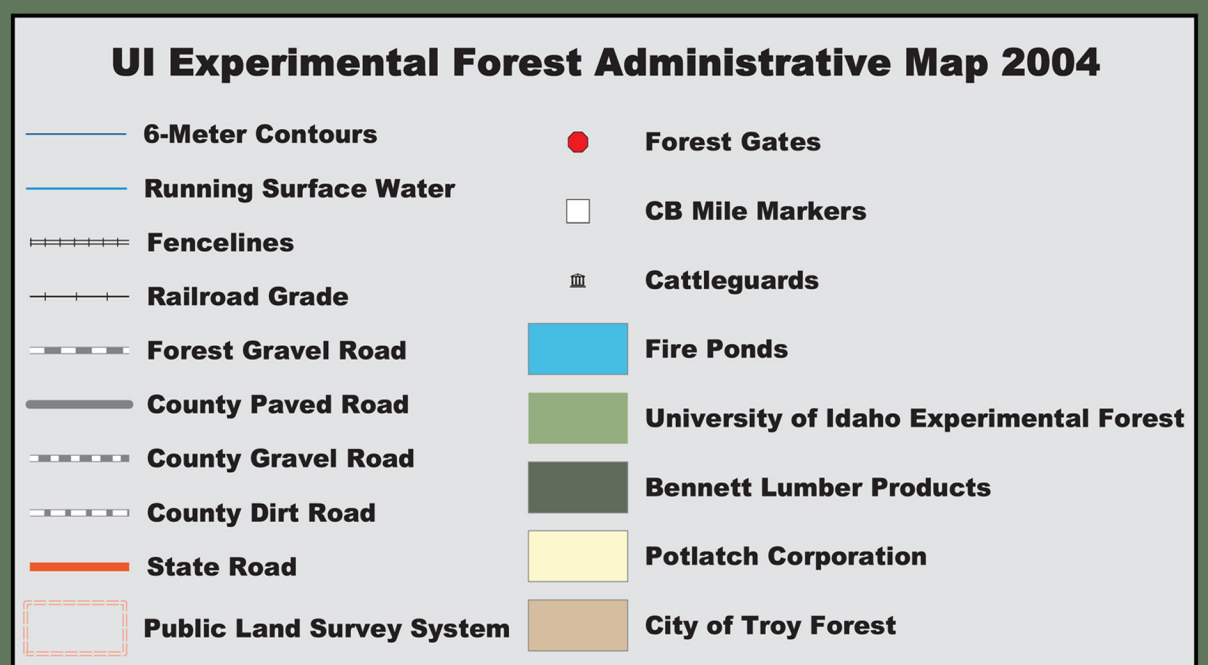 UI Experimental Forest Administrative Map 2004
6-Meter Contours
Running Surface Water
Fencelines
Railroad Grade
Forest Gravel Road
County Paved Road
County Gravel Road
County Dirt Road
State Road
Public Land Survey System
Forest Gates
CB Mile Markers
Cattleguards
Fire Ponds
University of Idaho Experimental Forest
Bennett Lumber Products
Potlatch Corporation
City of Troy Forest